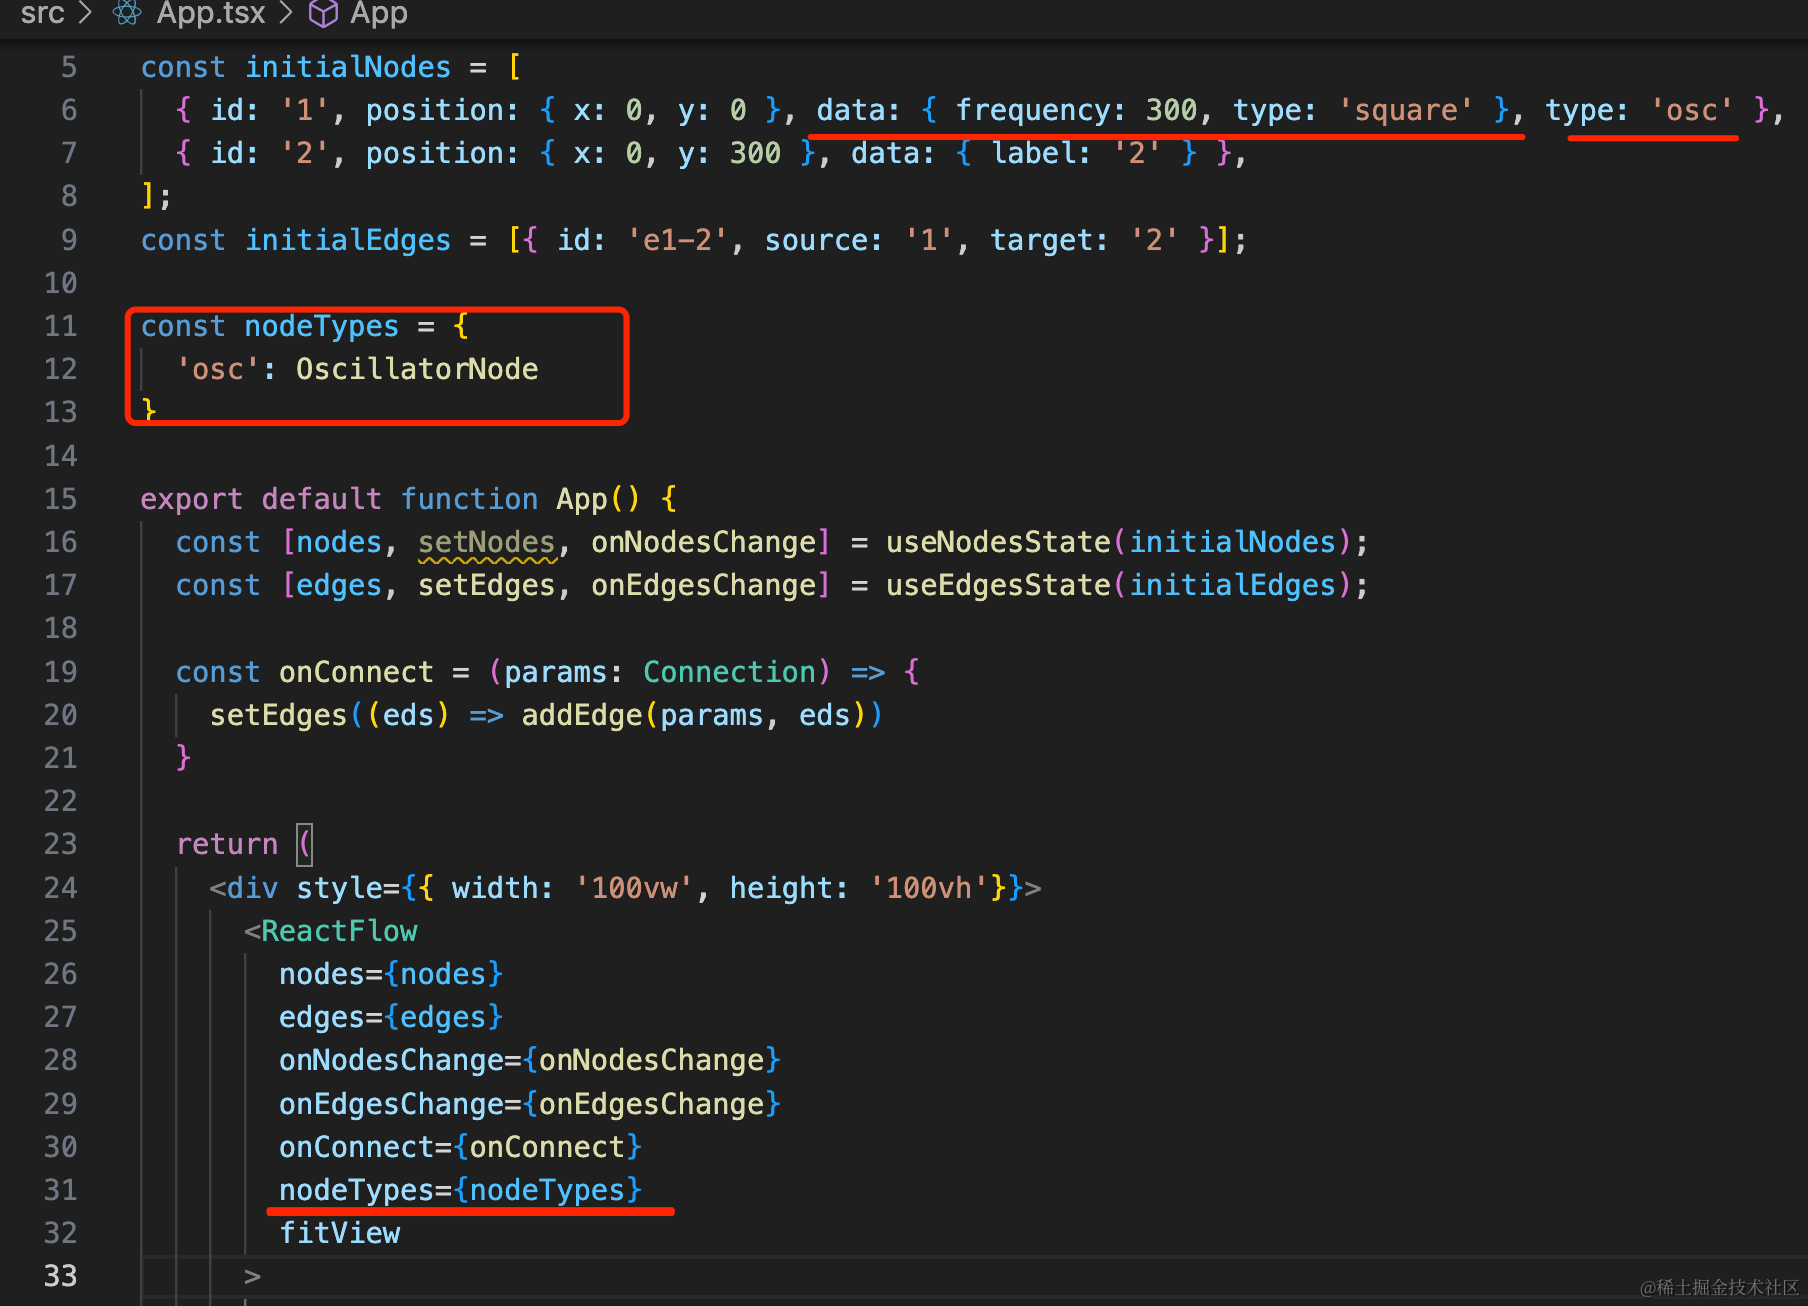 src > App.tsx > App
5 const initialNodes = [
6 { id: '1', position: { x: 0, y: 0 }, data: { frequency: 300, type: 'square' }, type: 'osc' },
7 { id: '2', position: { x: 0, y: 300 }, data: { label: '2' } },
8 ];
9 const initialEdges = [{ id: 'e1-2', source: '1', target: '2' }];
10
11 const nodeTypes = {
12 'osc': OscillatorNode
13 }
14
15 export default function App() {
16 const [nodes, setNodes, onNodesChange] = useNodesState(initialNodes);
17 const [edges, setEdges, onEdgesChange] = useEdgesState(initialEdges);
18
19 const onConnect = (params: Connection) => {
20 setEdges((eds) => addEdge(params, eds))
21 }
22
23 return (
24 <div style={{ width: '100vw', height: '100vh'}}>
25 <ReactFlow
26 nodes={nodes}
27 edges={edges}
28 onNodesChange={onNodesChange}
29 onEdgesChange={onEdgesChange}
30 onConnect={onConnect}
31 nodeTypes={nodeTypes}
32 fitView
33 >
@稀土掘金技术社区